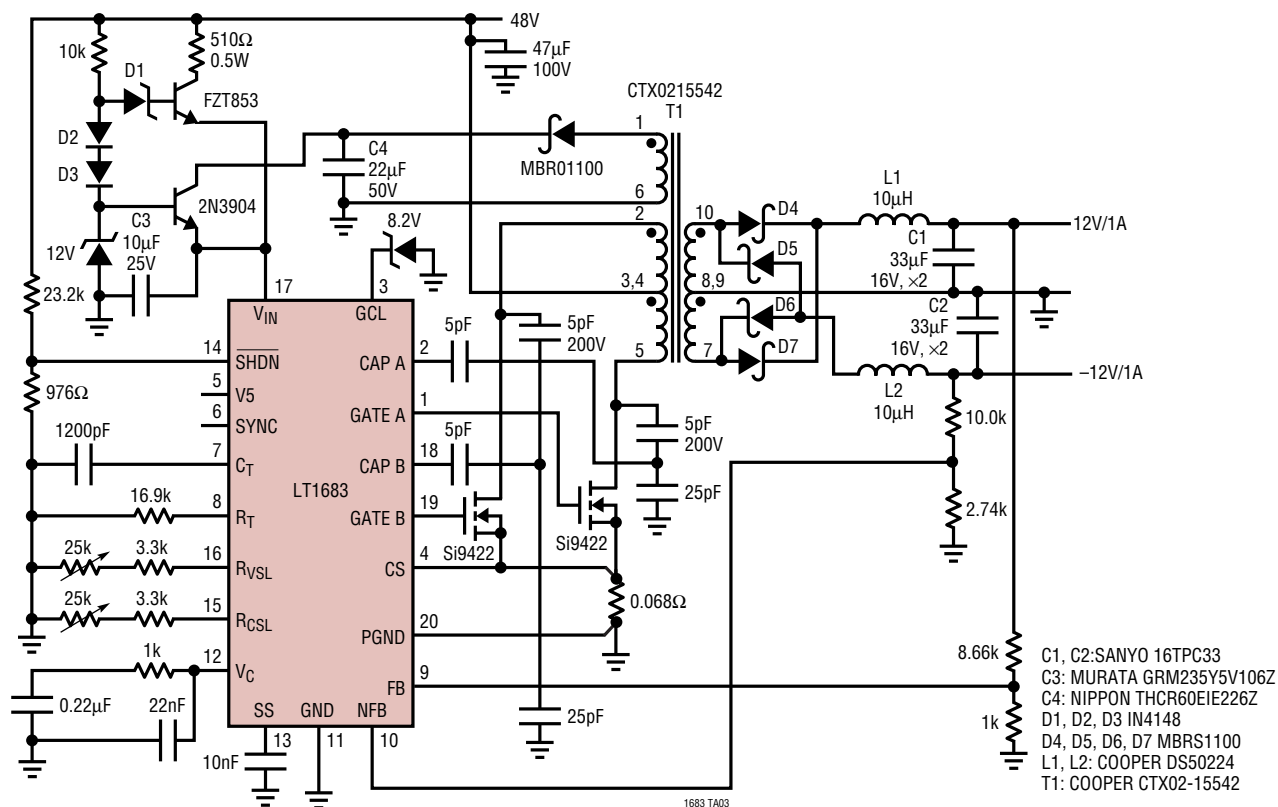 48V
10k
510Ω
0.5W
47µF
100V
D1
FZT853
CTX0215542
T1
D2
D3
MBR01100
1
6
C4
22µF
50V
2N3904
C3
10µF
25V
12V
8.2V
2
3,4
5
10
8,9
7
D4
D5
D6
D7
L1
10µH
12V/1A
C1
33µF
16V, ×2
C2
33µF
16V, ×2
L2
10µH
–12V/1A
23.2k
17
VIN
3
GCL
14
SHDN
5pF
2
CAP A
5pF
200V
976Ω
5
V5
6
SYNC
1
GATE A
1200pF
7
CT
5pF
18
CAP B
5pF
200V
25pF
10.0k
2.74k
LT1683
16.9k
8
RT
19
GATE B
Si9422
Si9422
25k
3.3k
16
RVSL
4
CS
25k
3.3k
15
RCSL
0.068Ω
20
PGND
1k
12
VC
9
FB
8.66k
1k
0.22µF
22nF
25pF
SS
GND
NFB
13
11
10
10nF
C1, C2:SANYO 16TPC33
C3: MURATA GRM235Y5V106Z
C4: NIPPON THCR60EIE226Z
D1, D2, D3 IN4148
D4, D5, D6, D7 MBRS1100
L1, L2: COOPER DS50224
T1: COOPER CTX02-15542
1683 TA03